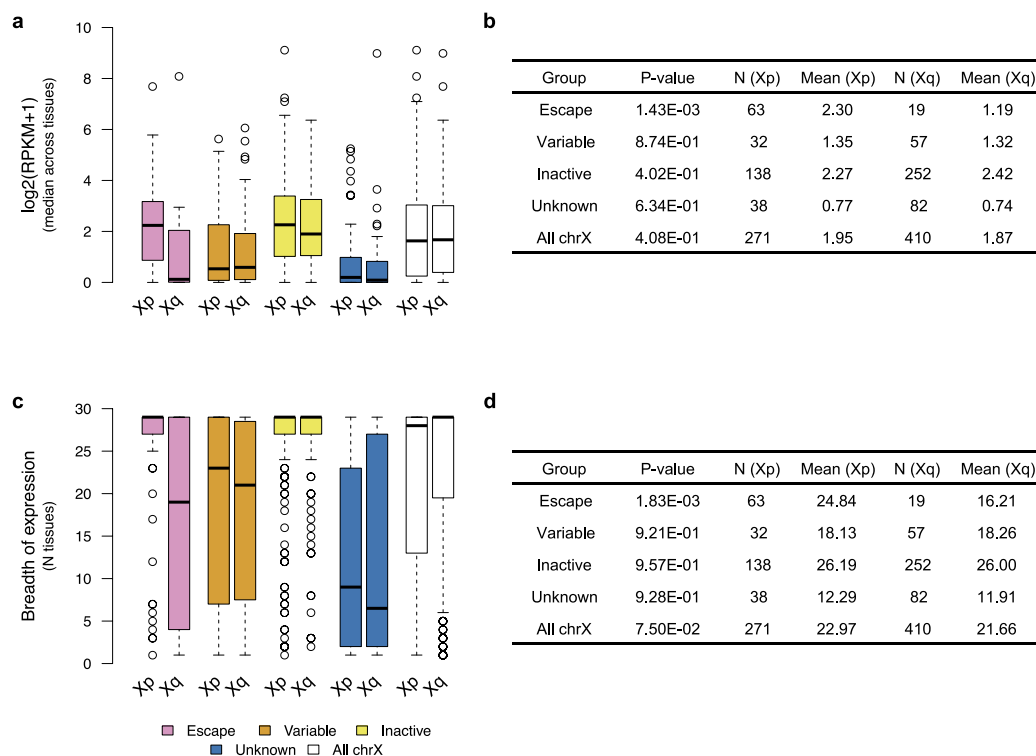 a
10
8
6
4
2
0
log2(RPKM+1)
(median across tissues)
Xp Xq Xp Xq Xp Xq Xp Xq Xp Xq
b
Group P-value N (Xp) Mean (Xp) N (Xq) Mean (Xq)
Escape 1.43E-03 63 2.30 19 1.19
Variable 8.74E-01 32 1.35 57 1.32
Inactive 4.02E-01 138 2.27 252 2.42
Unknown 6.34E-01 38 0.77 82 0.74
All chrX 4.08E-01 271 1.95 410 1.87
c
30
25
20
15
10
5
0
Breadth of expression
(N tissues)
Xp Xq Xp Xq Xp Xq Xp Xq Xp Xq
Escape Variable Inactive
Unknown All chrX
d
Group P-value N (Xp) Mean (Xp) N (Xq) Mean (Xq)
Escape 1.83E-03 63 24.84 19 16.21
Variable 9.21E-01 32 18.13 57 18.26
Inactive 9.57E-01 138 26.19 252 26.00
Unknown 9.28E-01 38 12.29 82 11.91
All chrX 7.50E-02 271 22.97 410 21.66